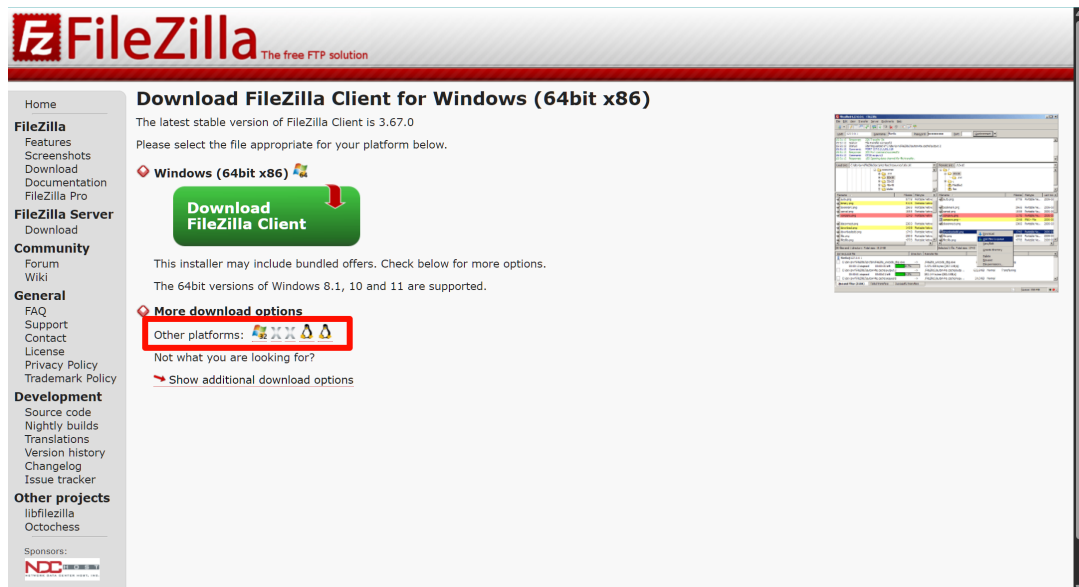 FileZilla The free FTP solution
Home
FileZilla
Features
Screenshots
Download
Documentation
FileZilla Pro
FileZilla Server
Download
Community
Forum
Wiki
General
FAQ
Support
Contact
License
Privacy Policy
Trademark Policy
Development
Source code
Nightly builds
Translations
Version history
Changelog
Issue tracker
Other projects
libfilezilla
Octochess
Sponsors:
NDCHOST
Download FileZilla Client for Windows (64bit x86)
The latest stable version of FileZilla Client is 3.67.0
Please select the file appropriate for your platform below.
Windows (64bit x86)
Download
FileZilla Client
This installer may include bundled offers. Check below for more options.
The 64bit versions of Windows 8.1, 10 and 11 are supported.
More download options
Other platforms:
Not what you are looking for?
Show additional download options